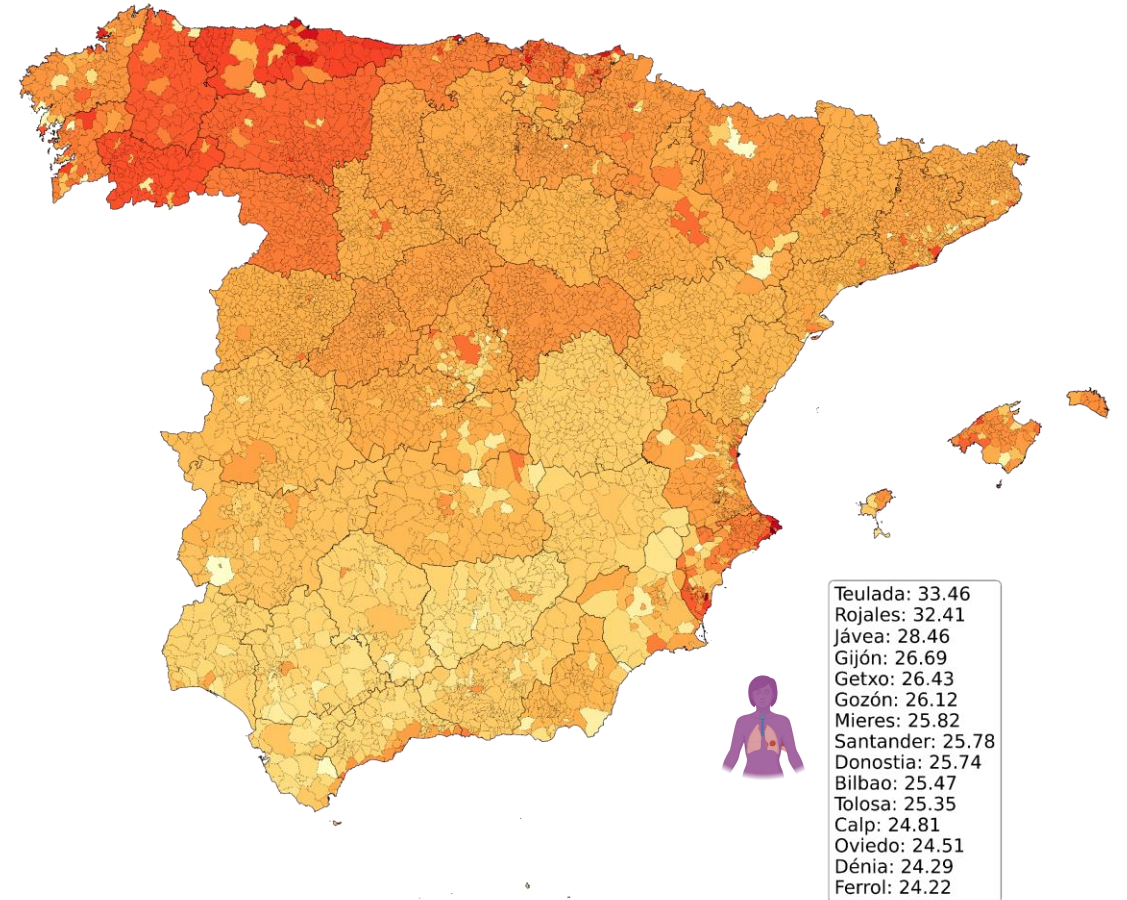 Teulada: 33.46
Rojales: 32.41
Jávea: 28.46
Gijón: 26.69
Getxo: 26.43
Gozón: 26.12
Mieres: 25.82
Santander: 25.78
Donostia: 25.74
Bilbao: 25.47
Tolosa: 25.35
Calp: 24.81
Oviedo: 24.51
Dénia: 24.29
Ferrol: 24.22